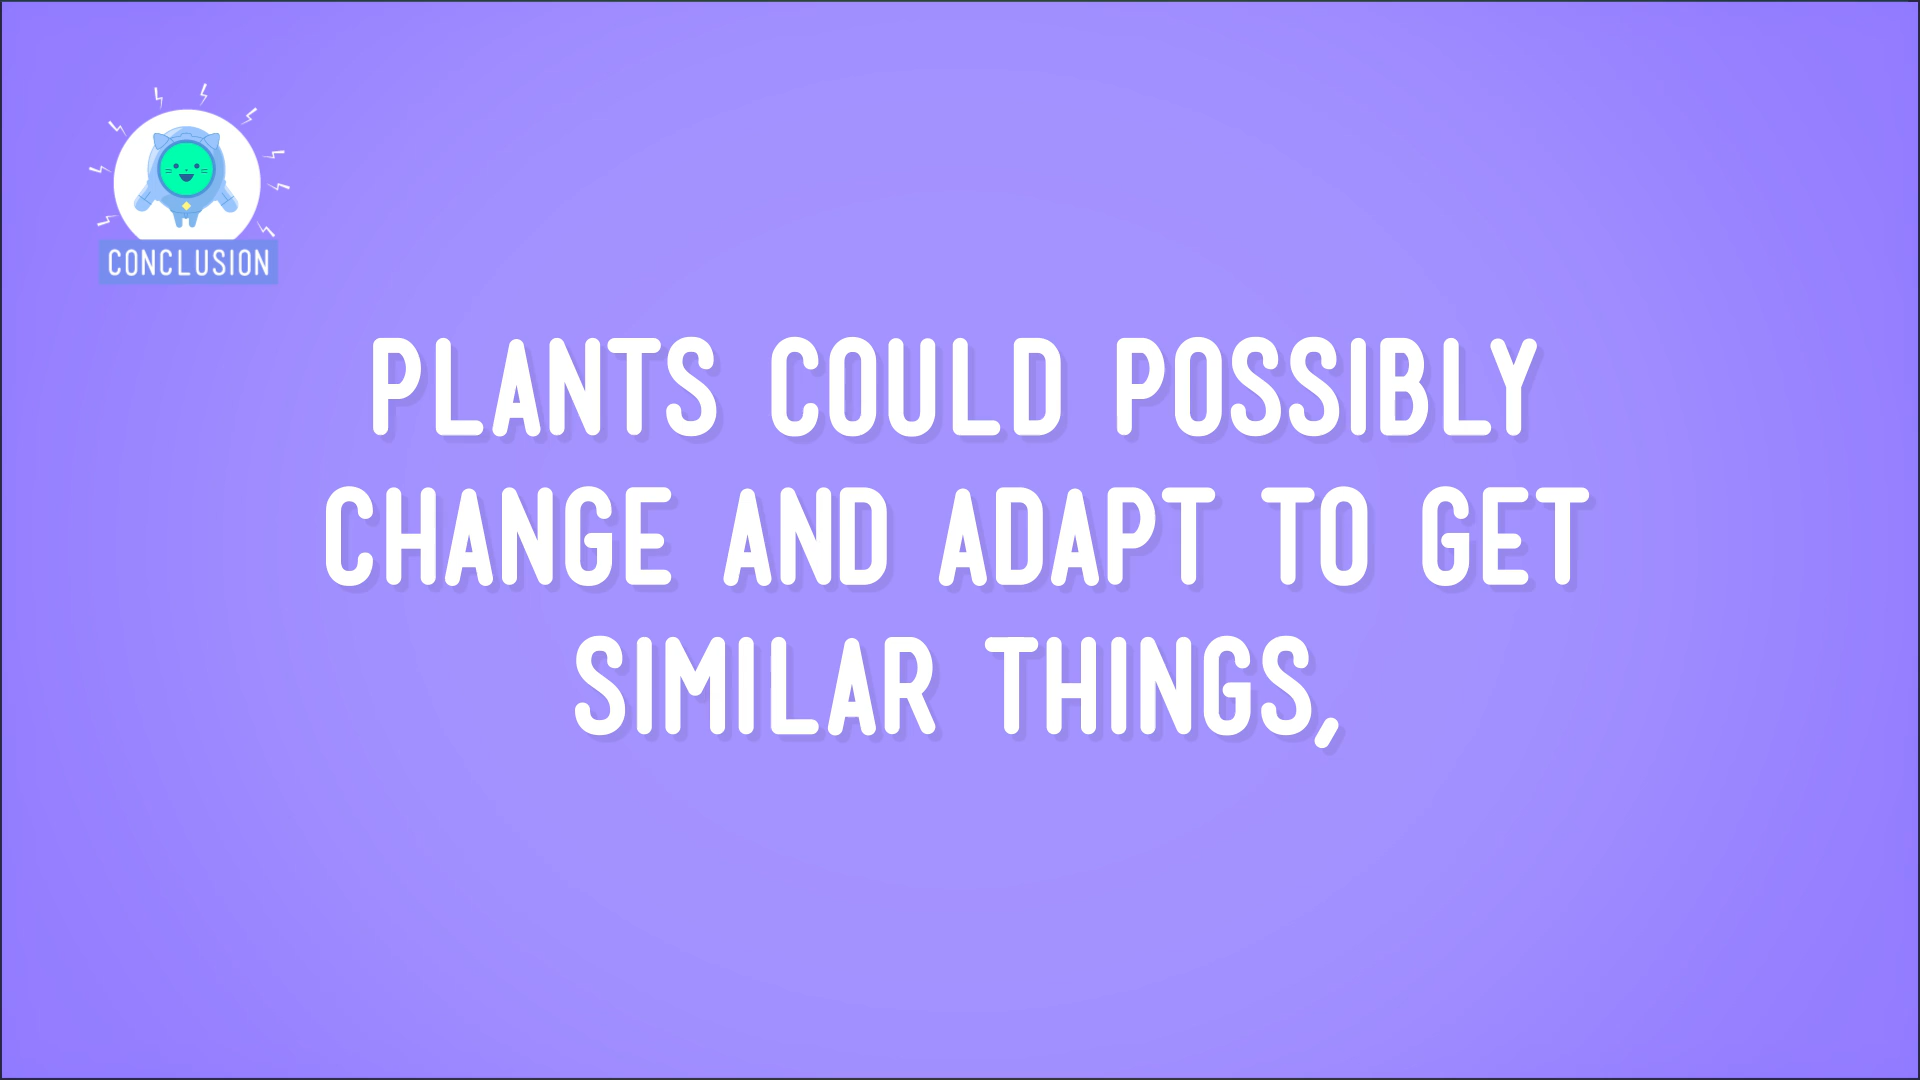 CONCLUSION
PLANTS COULD POSSIBLY
CHANGE AND ADAPT TO GET
SIMILAR THINGS,